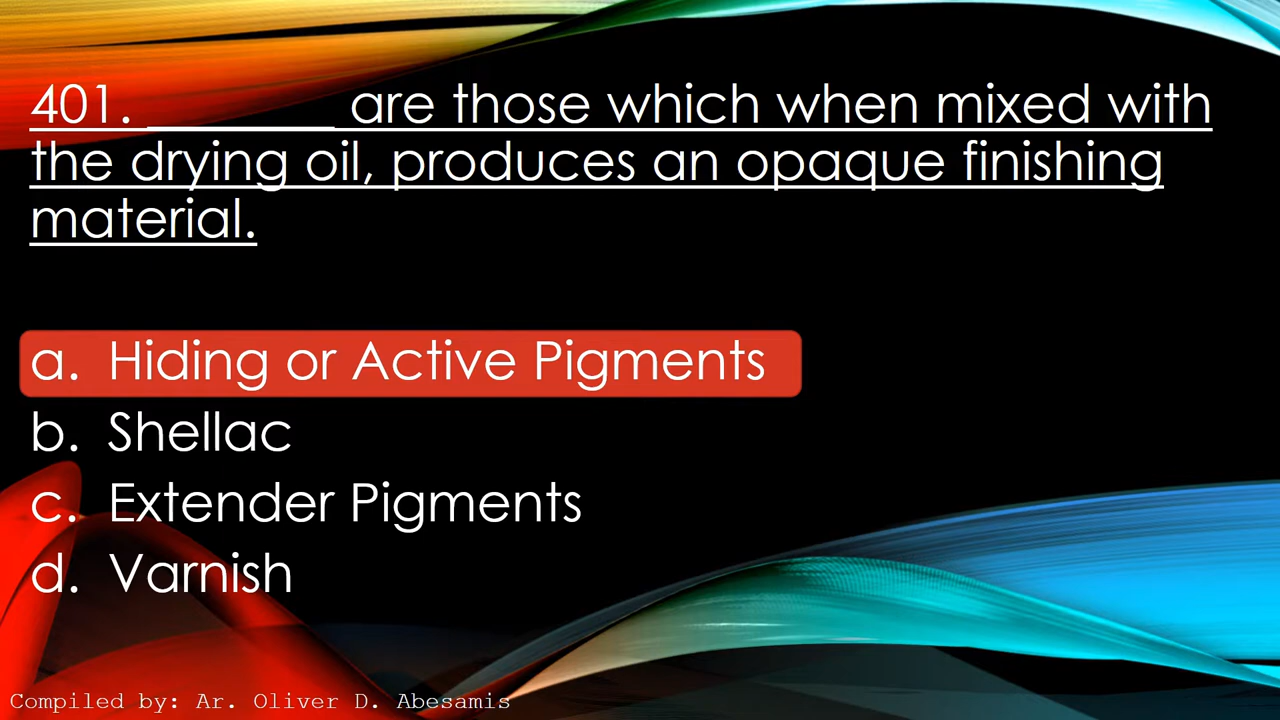 401. _______ are those which when mixed with
the drying oil, produces an opaque finishing
material.
a. Hiding or Active Pigments
b. Shellac
c. Extender Pigments
d. Varnish
Compiled by: Ar. Oliver D. Abesamis